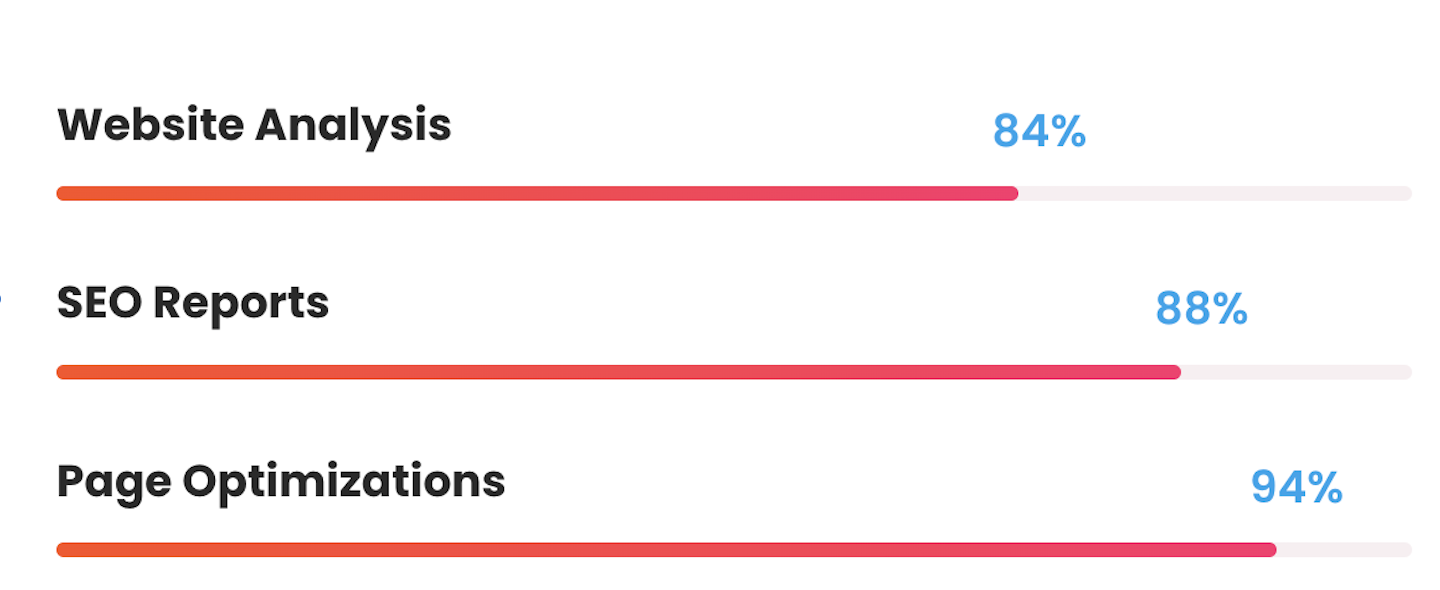 Website Analysis
84%
SEO Reports
88%
Page Optimizations
94%